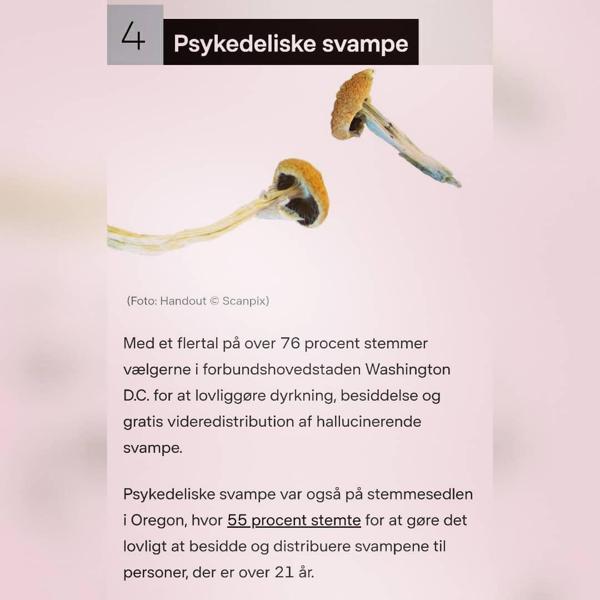 4
Psykedeliske svampe
(Foto: Handout © Scanpix)
Med et flertal på over 76 procent stemmer
vælgerne i forbundshovedstaden Washington
D.C. for at lovliggøre dyrkning, besiddelse og
gratis videredistribution af hallucinerende
svampe.
Psykedeliske svampe var også på stemmesedlen
i Oregon, hvor 55 procent stemte for at gøre det
lovligt at besidde og distribuere svampene til
personer, der er over 21 år.